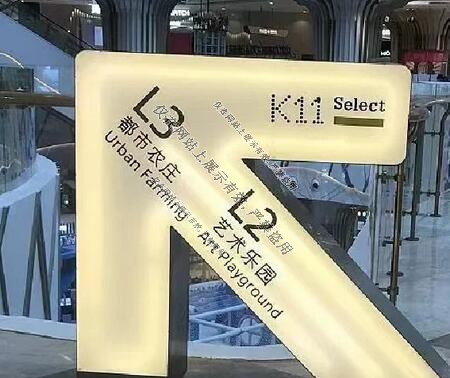 K11 Select
L3
都市农庄
Urban Farming
L2
艺术乐园
Art Playground